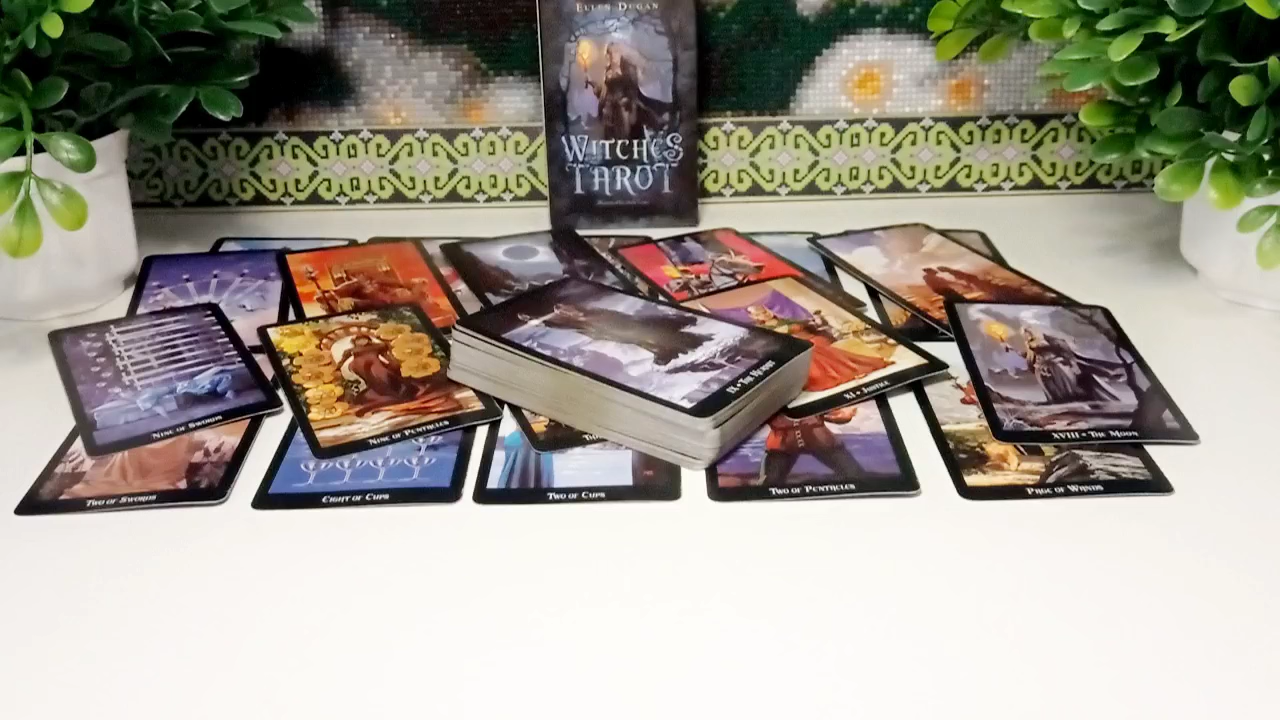 ELLEN DUGAN
WITCHES
TAROT
IX • THE HERMIT
XI • JUSTICE
NINE OF SWORDS
NINE OF PENTACLES
XVIII • THE MOON
TWO OF SWORDS
EIGHT OF CUPS
TWO OF CUPS
TWO OF PENTACLES
PAGE OF WANDS